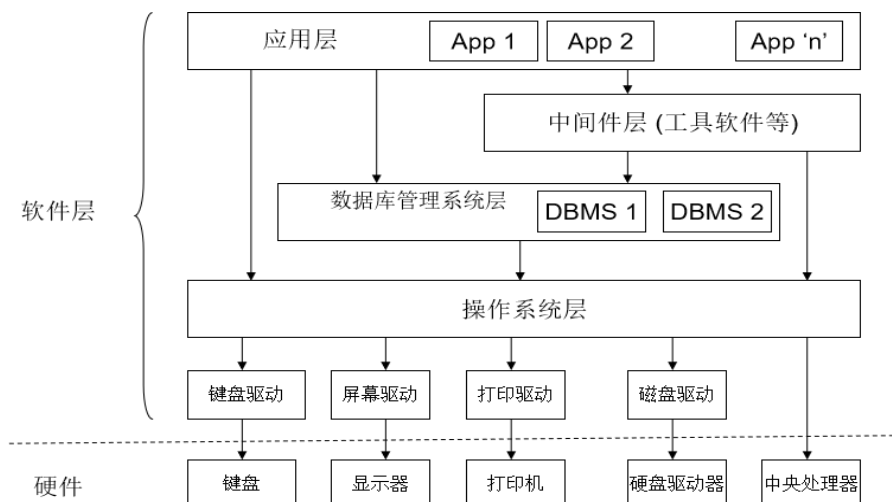 应用层 App 1 App 2 App ‘n’
中间件层 (工具软件等)
数据库管理系统层 DBMS 1 DBMS 2
软件层
操作系统层
键盘驱动 屏幕驱动 打印驱动 磁盘驱动
硬件 键盘 显示器 打印机 硬盘驱动器 中央处理器